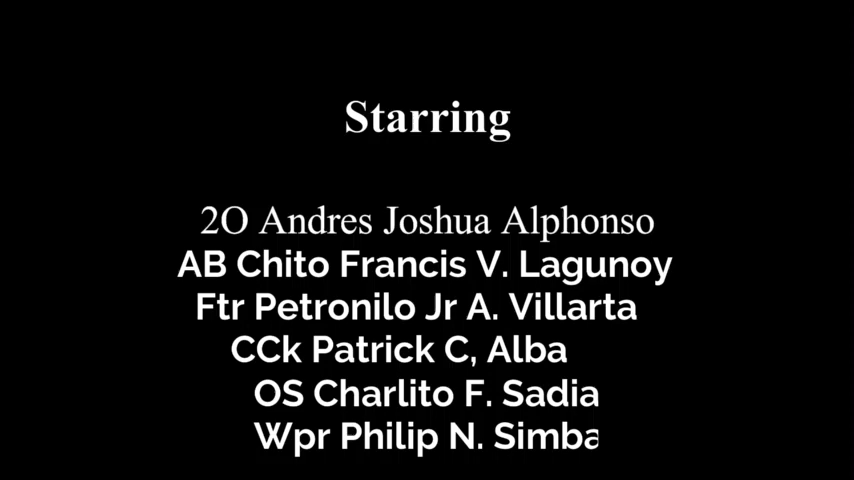 Starring
2O Andres Joshua Alphonso
AB Chito Francis V. Lagunoy
Ftr Petronilo Jr A. Villarta
CCk Patrick C, Alba
OS Charlito F. Sadia
Wpr Philip N. Simba